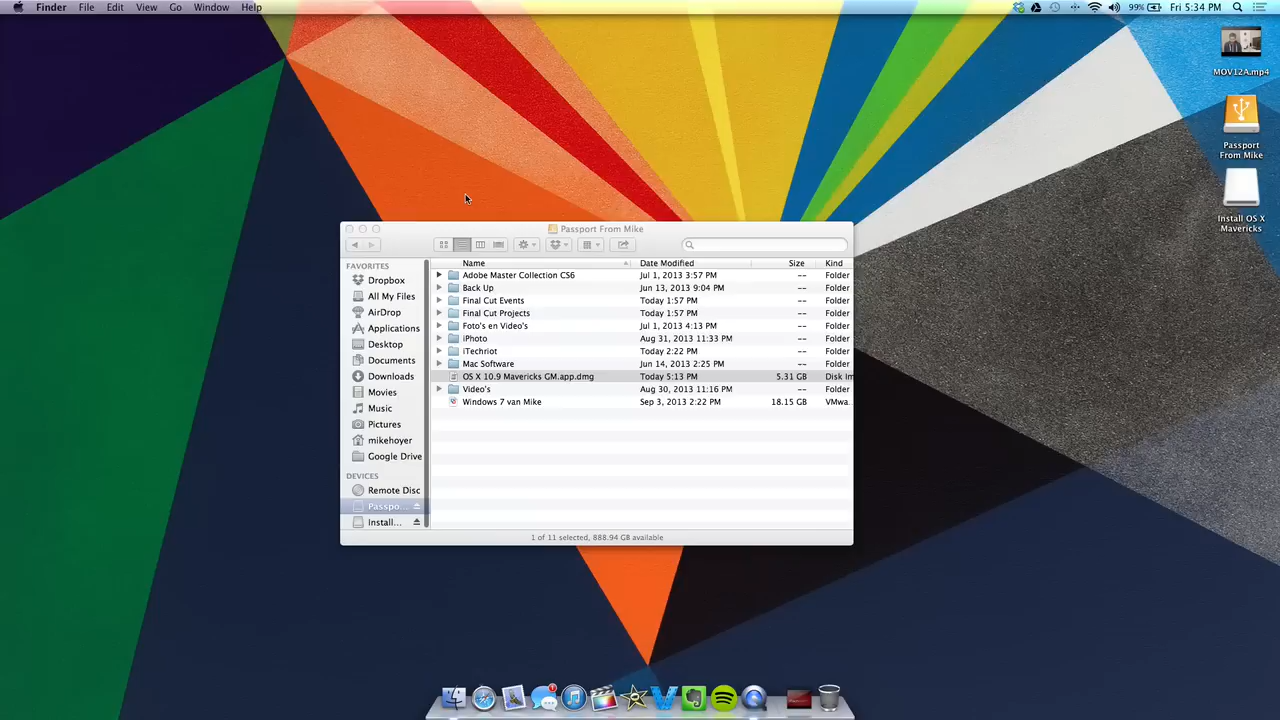 Finder File Edit View Go Window Help 99% Fri 5:34 PM
MOV12A.mp4
Passport
From Mike
Install OS X
Mavericks
Passport From Mike
Name Date Modified Size Kind
FAVORITES
Dropbox
All My Files
AirDrop
Applications
Desktop
Documents
Downloads
Movies
Music
Pictures
mikehoyer
Google Drive
DEVICES
Remote Disc
Passpo...
Install...
Adobe Master Collection CS6 Jul 1, 2013 3:57 PM -- Folder
Back Up Jun 13, 2013 9:04 PM -- Folder
Final Cut Events Today 1:57 PM -- Folder
Final Cut Projects Today 1:57 PM -- Folder
Foto's en Video's Jul 1, 2013 4:13 PM -- Folder
iPhoto Aug 31, 2013 11:33 PM -- Folder
iTechriot Today 2:22 PM -- Folder
Mac Software Jun 14, 2013 2:25 PM -- Folder
OS X 10.9 Mavericks GM.app.dmg Today 5:13 PM 5.31 GB Disk Im
Video's Aug 30, 2013 11:16 PM -- Folder
Windows 7 van Mike Sep 3, 2013 2:22 PM 18.15 GB VMwa..
1 of 11 selected, 888.94 GB available